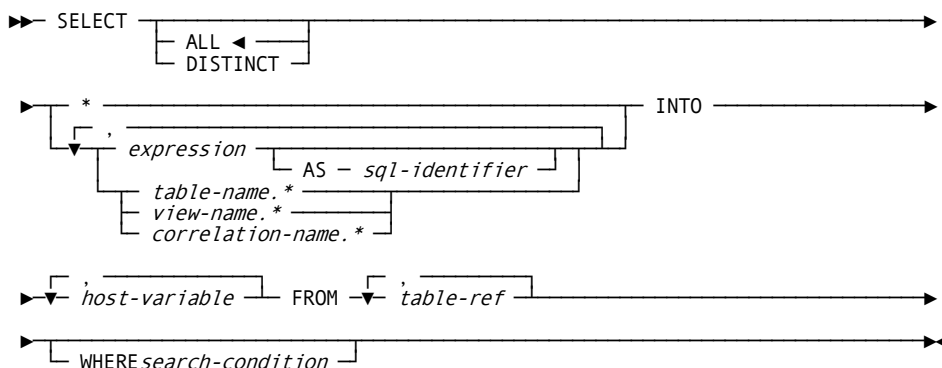 SELECT
ALL
DISTINCT
* INTO
,
expression
AS sql-identifier
table-name.*
view-name.*
correlation-name.*
, ,
host-variable FROM table-ref
WHERE search-condition